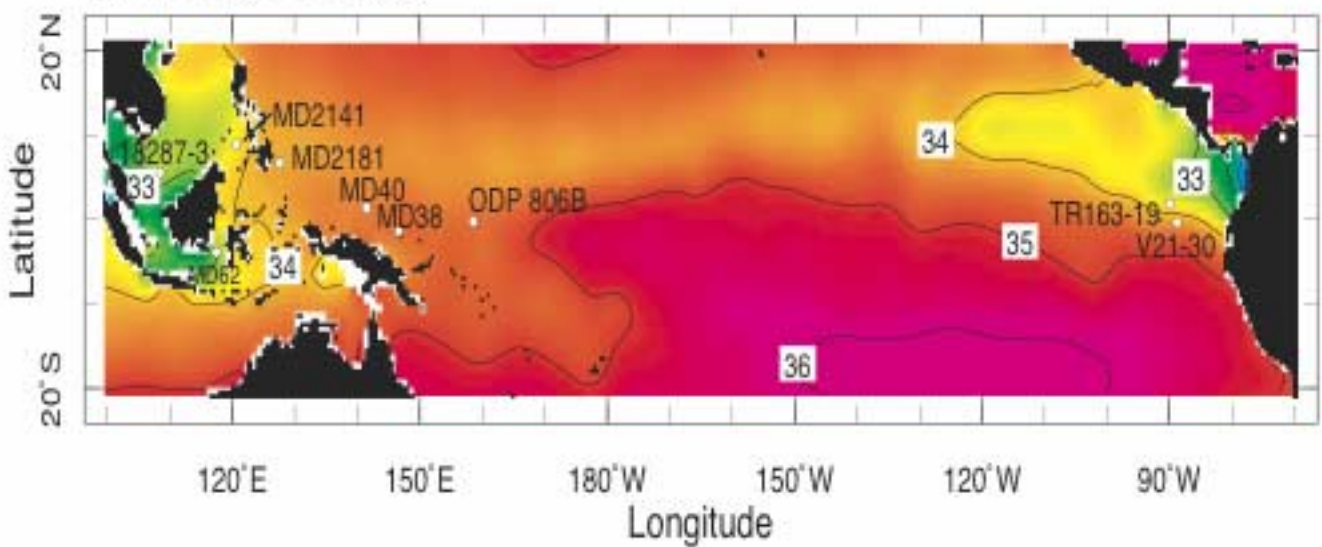 20°N
MD2141
34
18287-3
MD2181
33
33
MD40
ODP 806B
MD38
TR163-19
35
V21-30
34
MD62
Latitude
36
20°S
120°E 150°E 180°W 150°W 120°W 90°W
Longitude